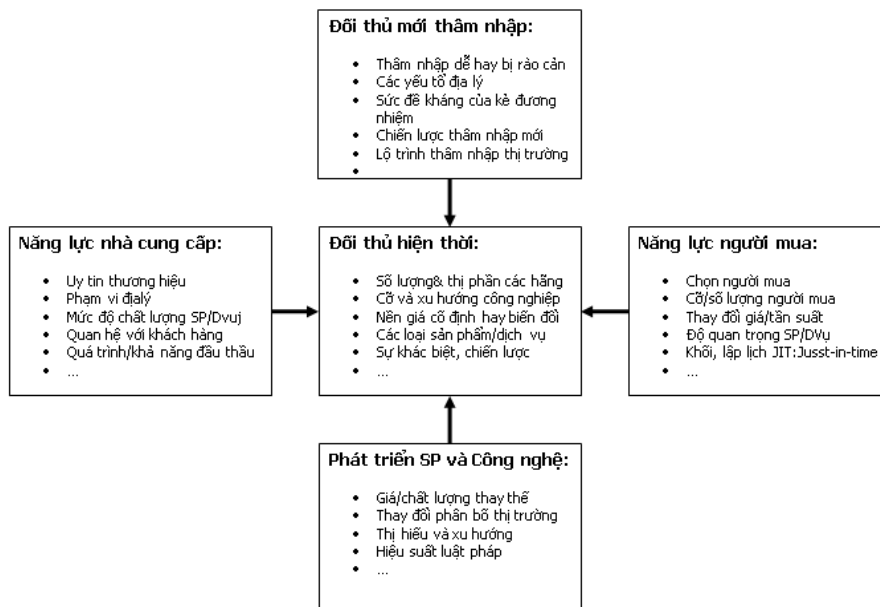 Đối thủ mới thâm nhập:
• Thâm nhập dễ hay bị rào cản
• Các yếu tố địa lý
• Sức đề kháng của kẻ đương
nhiệm
• Chiến lược thâm nhập mới
• Lộ trình thâm nhập thị trường
•
Năng lực nhà cung cấp:
• Uy tin thương hiệu
• Phạm vi địalý
• Mức độ chất lượng SP/Dvuj
• Quan hệ với khách hàng
• Quá trình/khả năng đầu thầu
• ...
Đối thủ hiện thời:
• Số lượng& thị phần các hãng
• Cỡ và xu hướng công nghiệp
• Nền giá cố định hay biến đổi
• Các loại sản phẩm/dịch vụ
• Sự khác biệt, chiến lược
• ...
Năng lực người mua:
• Chọn người mua
• Cỡ/số lượng người mua
• Thay đổi giá/tần suất
• Độ quan trọng SP/DVụ
• Khối, lập lịch JIT:Jusst-in-time
• ...
Phát triển SP và Công nghệ:
• Giá/chất lượng thay thế
• Thay đổi phân bố thị trường
• Thị hiếu và xu hướng
• Hiệu suất luật pháp
• ...